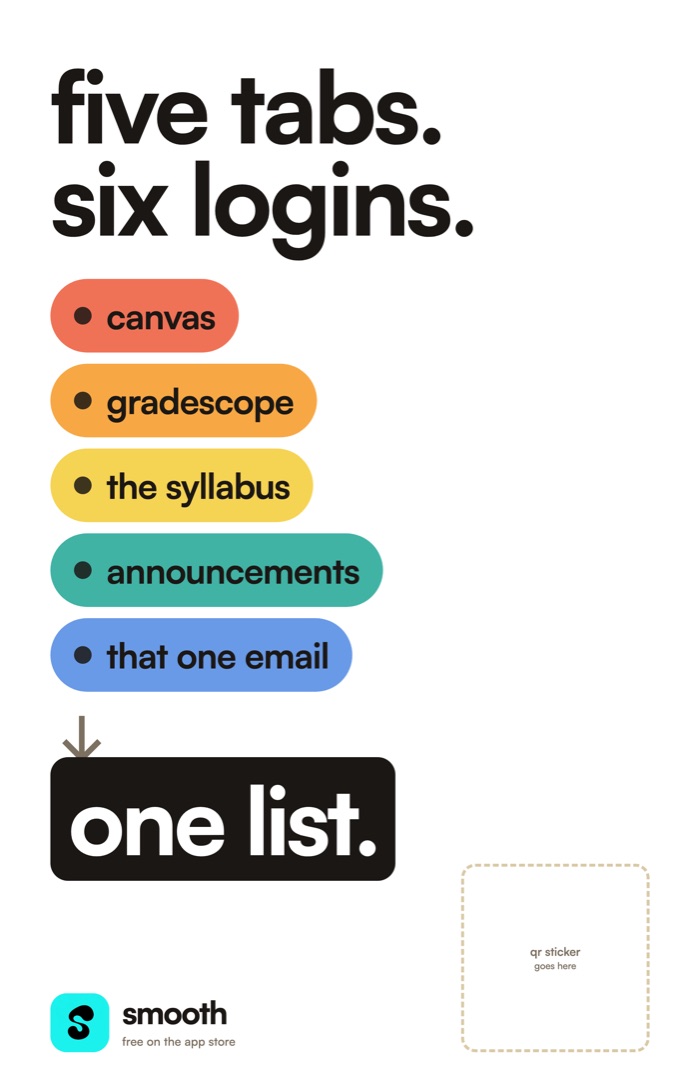 five tabs.
six logins.
canvas
gradescope
the syllabus
announcements
that one email
one list.
qr sticker
goes here
smooth
free on the app store